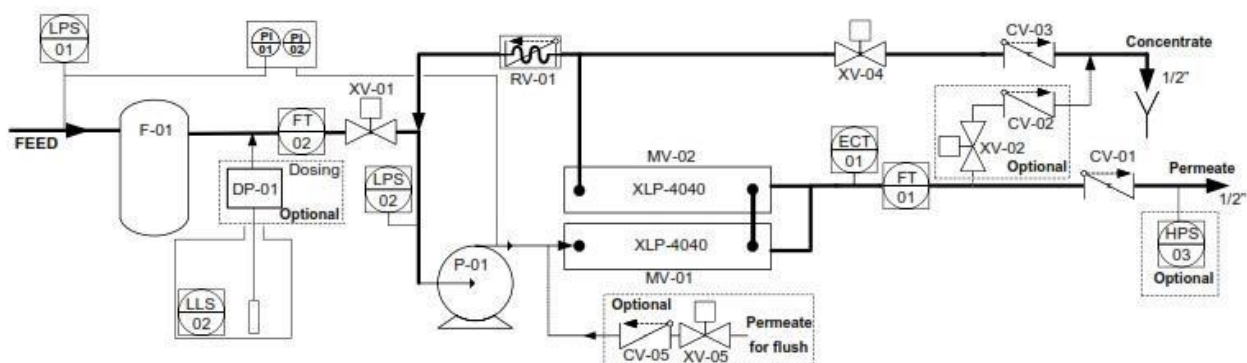 LPS
01
PI
01
PI
02
XV-01
RV-01
XV-04
CV-03
Concentrate
1/2"
FEED
F-01
FT
02
Dosing
DP-01
Optional
LLS
02
LPS
02
P-01
MV-02
XLP-4040
XLP-4040
MV-01
ECT
01
FT
01
CV-02
XV-02
Optional
CV-01
Permeate
1/2"
HPS
03
Optional
Optional
CV-05
XV-05
Permeate
for flush